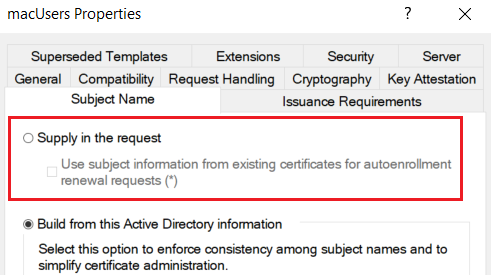 macUsers Properties
Superseded Templates Extensions Security Server
General Compatibility Request Handling Cryptography Key Attestation
Subject Name Issuance Requirements
Supply in the request
Use subject information from existing certificates for autoenrollment
renewal requests (*)
Build from this Active Directory information
Select this option to enforce consistency among subject names and to
simplify certificate administration.